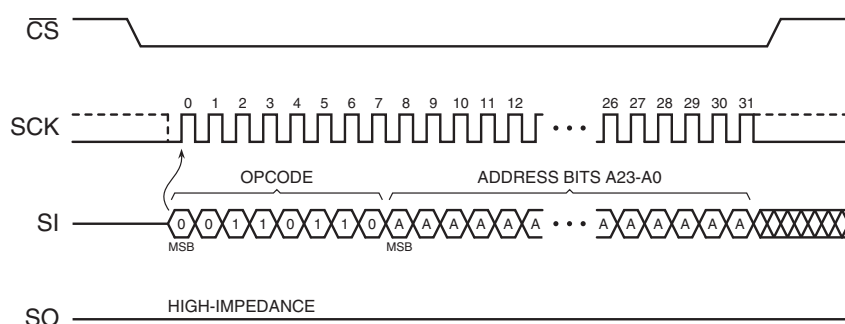 CS
0 1 2 3 4 5 6 7 8 9 10 11 12 26 27 28 29 30 31
SCK
OPCODE ADDRESS BITS A23-A0
SI 0 0 1 1 0 1 1 0 A A A A A A A A A A A A
MSB MSB
HIGH-IMPEDANCE
SO